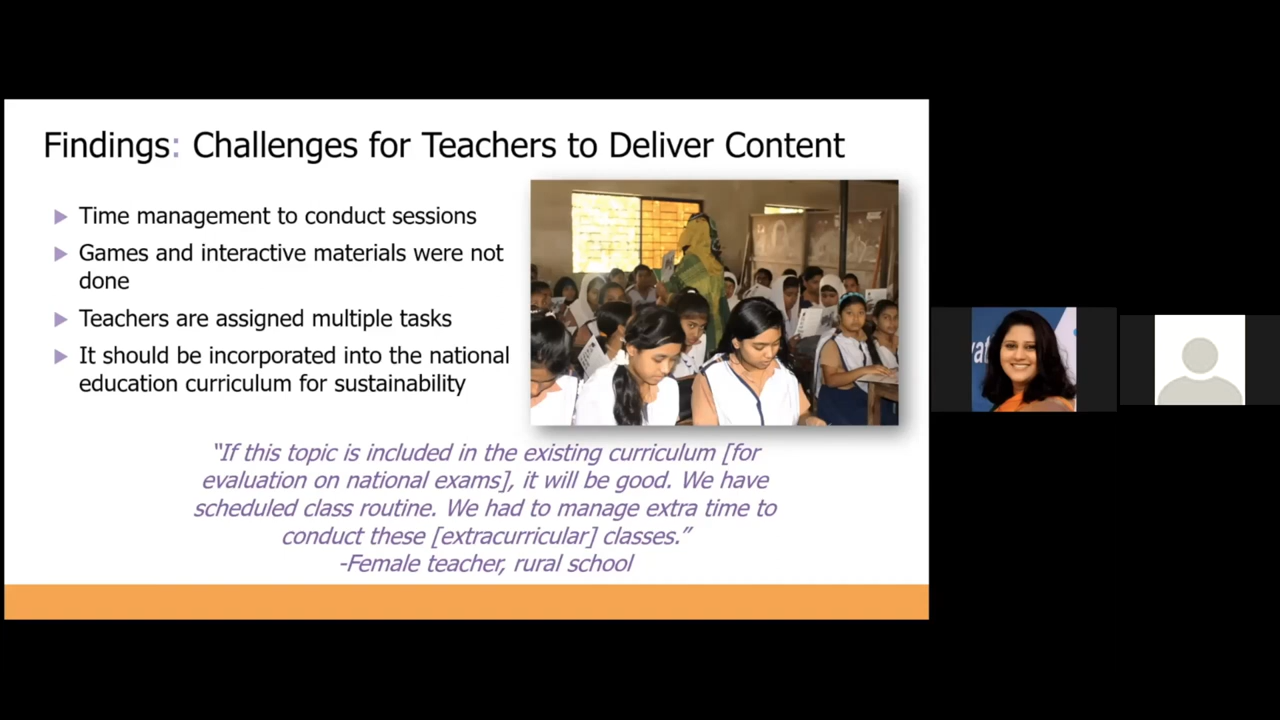 Findings: Challenges for Teachers to Deliver Content
Time management to conduct sessions
Games and interactive materials were not
done
Teachers are assigned multiple tasks
It should be incorporated into the national
education curriculum for sustainability
“If this topic is included in the existing curriculum [for
evaluation on national exams], it will be good. We have
scheduled class routine. We had to manage extra time to
conduct these [extracurricular] classes.”
-Female teacher, rural school